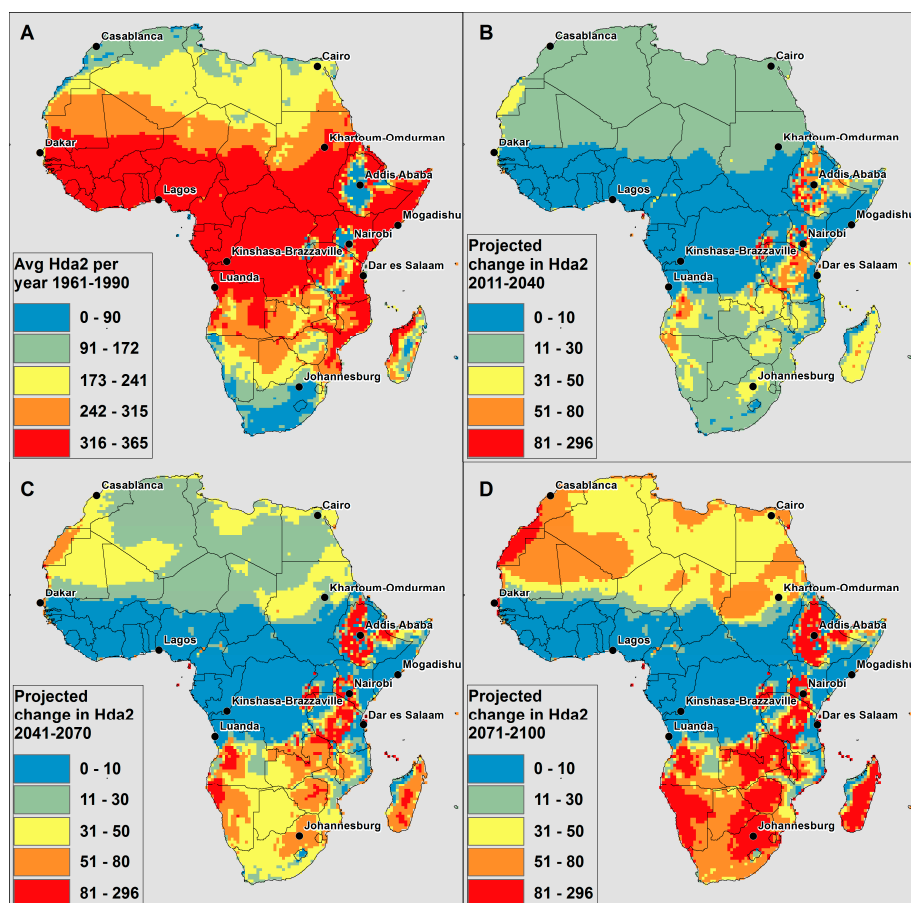 A
Casablanca
Cairo
Dakar
Khartoum-Omdurman
Addis Ababa
Lagos
Mogadishu
Nairobi
Kinshasa-Brazzaville
Dar es Salaam
Luanda
Johannesburg
Avg Hda2 per
year 1961-1990
0 - 90
91 - 172
173 - 241
242 - 315
316 - 365
B
Casablanca
Cairo
Dakar
Khartoum-Omdurman
Addis Ababa
Lagos
Mogadishu
Nairobi
Kinshasa-Brazzaville
Dar es Salaam
Luanda
Johannesburg
Projected
change in Hda2
2011-2040
0 - 10
11 - 30
31 - 50
51 - 80
81 - 296
C
Casablanca
Cairo
Dakar
Khartoum-Omdurman
Addis Ababa
Lagos
Mogadishu
Nairobi
Kinshasa-Brazzaville
Dar es Salaam
Luanda
Johannesburg
Projected
change in Hda2
2041-2070
0 - 10
11 - 30
31 - 50
51 - 80
81 - 296
D
Casablanca
Cairo
Dakar
Khartoum-Omdurman
Addis Ababa
Lagos
Mogadishu
Nairobi
Kinshasa-Brazzaville
Dar es Salaam
Luanda
Johannesburg
Projected
change in Hda2
2071-2100
0 - 10
11 - 30
31 - 50
51 - 80
81 - 296